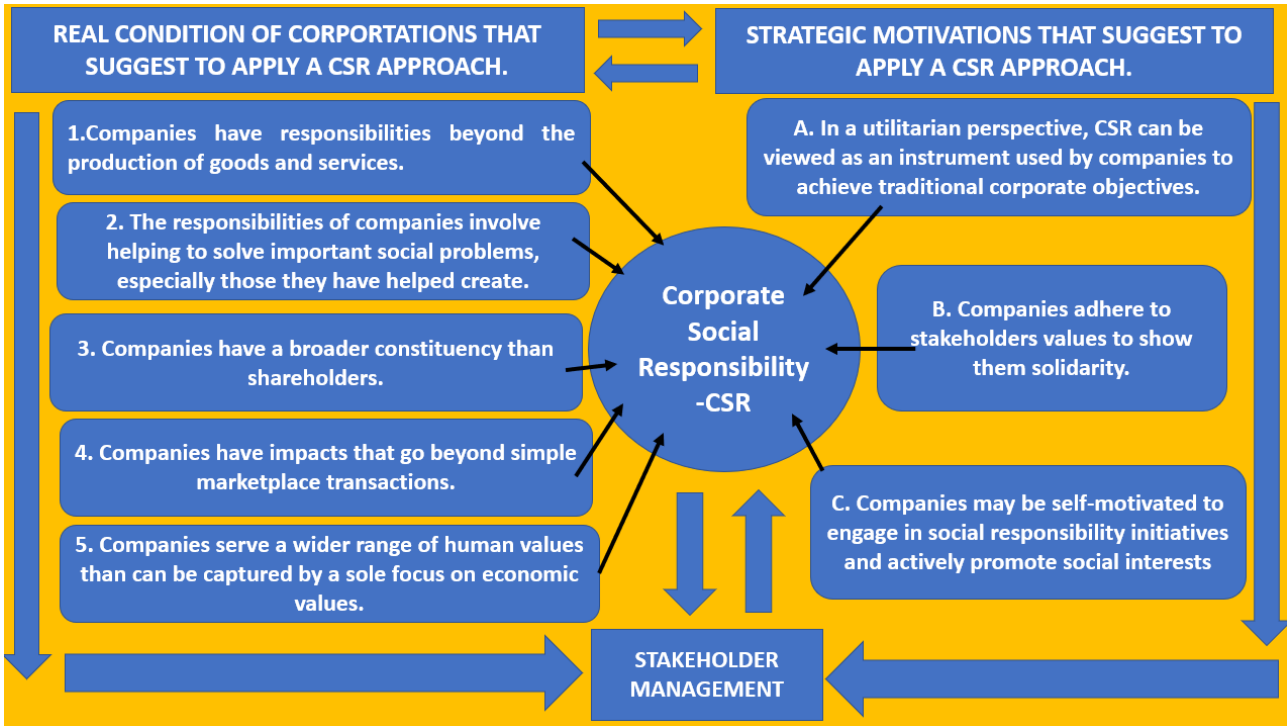 REAL CONDITION OF CORPORTATIONS THAT
SUGGEST TO APPLY A CSR APPROACH.
STRATEGIC MOTIVATIONS THAT SUGGEST TO
APPLY A CSR APPROACH.
1.Companies have responsibilities beyond the
production of goods and services.
2. The responsibilities of companies involve
helping to solve important social problems,
especially those they have helped create.
3. Companies have a broader constituency than
shareholders.
4. Companies have impacts that go beyond simple
marketplace transactions.
5. Companies serve a wider range of human values
than can be captured by a sole focus on economic
values.
Corporate
Social
Responsibility
-CSR
A. In a utilitarian perspective, CSR can be
viewed as an instrument used by companies to
achieve traditional corporate objectives.
B. Companies adhere to
stakeholders values to show
them solidarity.
C. Companies may be self-motivated to
engage in social responsibility initiatives
and actively promote social interests
STAKEHOLDER
MANAGEMENT